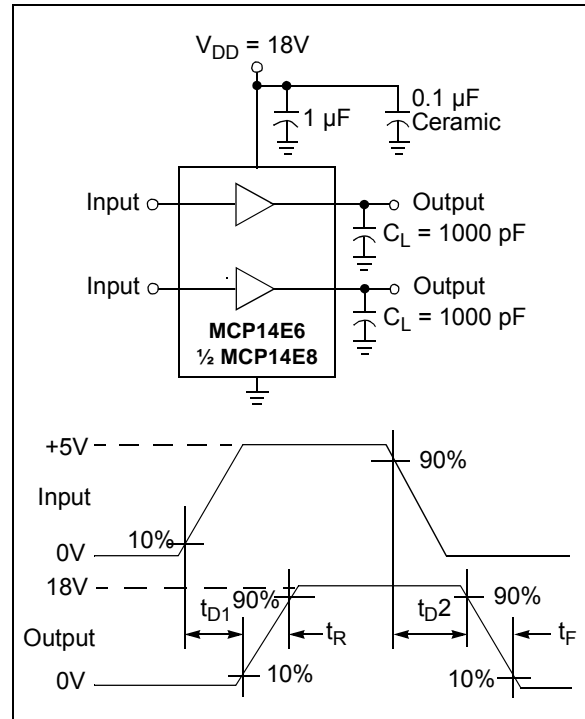 V_DD = 18V
1 µF
0.1 µF
Ceramic
Input
Output
C_L = 1000 pF
Input
Output
C_L = 1000 pF
MCP14E6
½ MCP14E8
+5V
90%
Input
10%
0V
18V
t_D1
90%
t_R
t_D2
90%
t_F
Output
0V
10%
10%